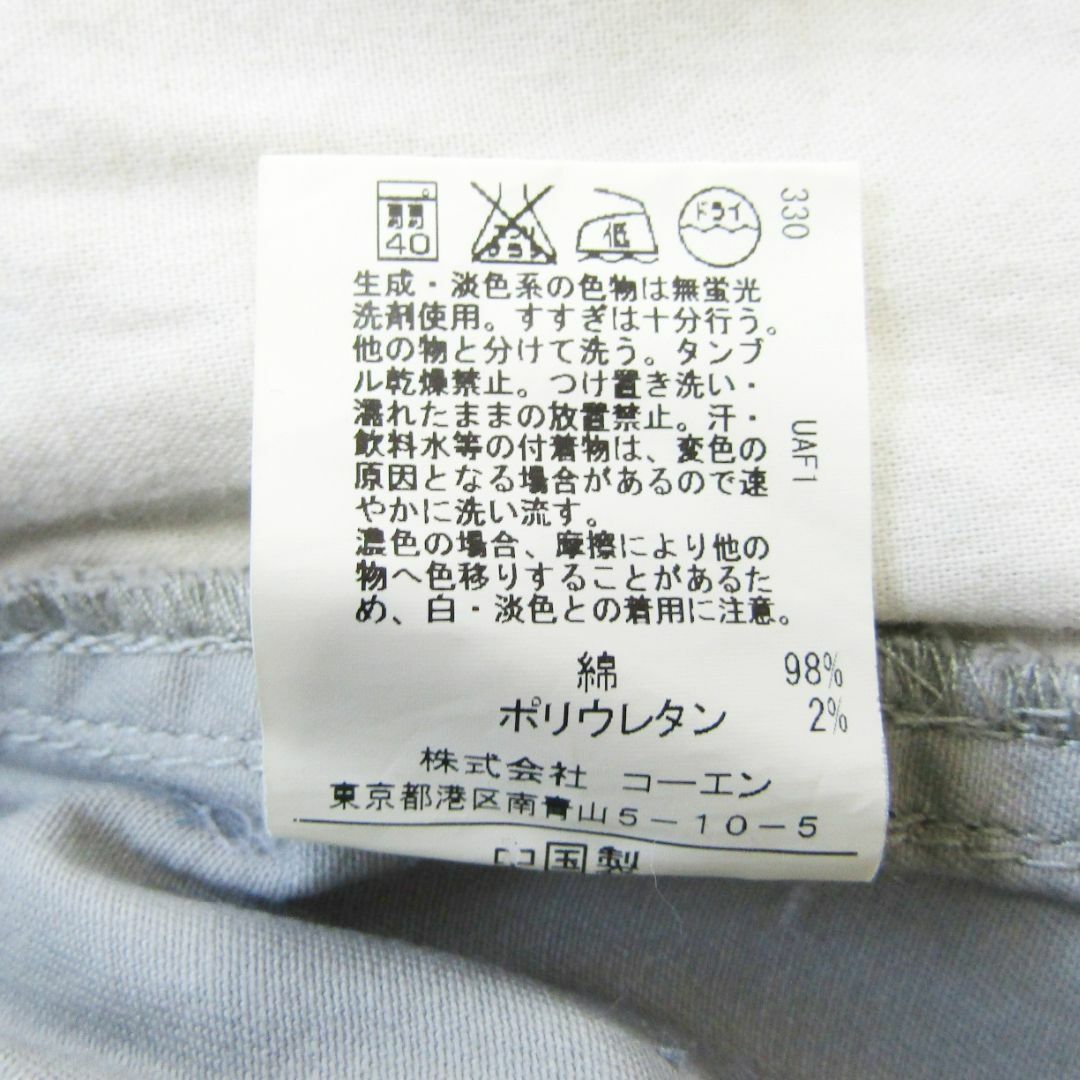 40
エンソ
サラシ
低
ドライ
330
UAF1
生成・淡色系の色物は無蛍光
洗剤使用。すすぎは十分行う。
他の物と分けて洗う。タンブ
ル乾燥禁止。つけ置き洗い・
濡れたままの放置禁止。汗・
飲料水等の付着物は、変色の
原因となる場合があるので速
やかに洗い流す。
濃色の場合、摩擦により他の
物へ色移りすることがあるた
め、白・淡色との着用に注意。
綿 98%
ポリウレタン 2%
株式会社 コーエン
東京都港区南青山5-10-5
中国製